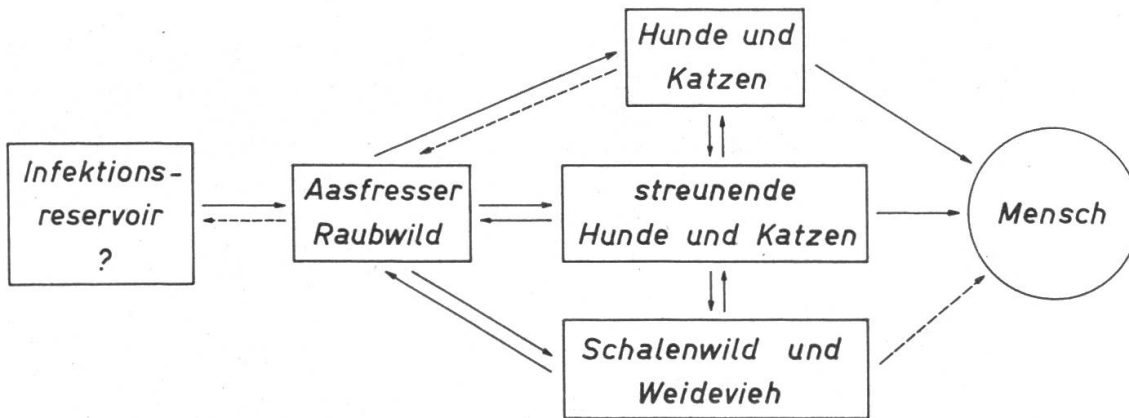 Hunde und
Katzen
Infektions-
reservoir
?
Aasfresser
Raubwild
streunende
Hunde und Katzen
Mensch
Schalenwild und
Weidevieh